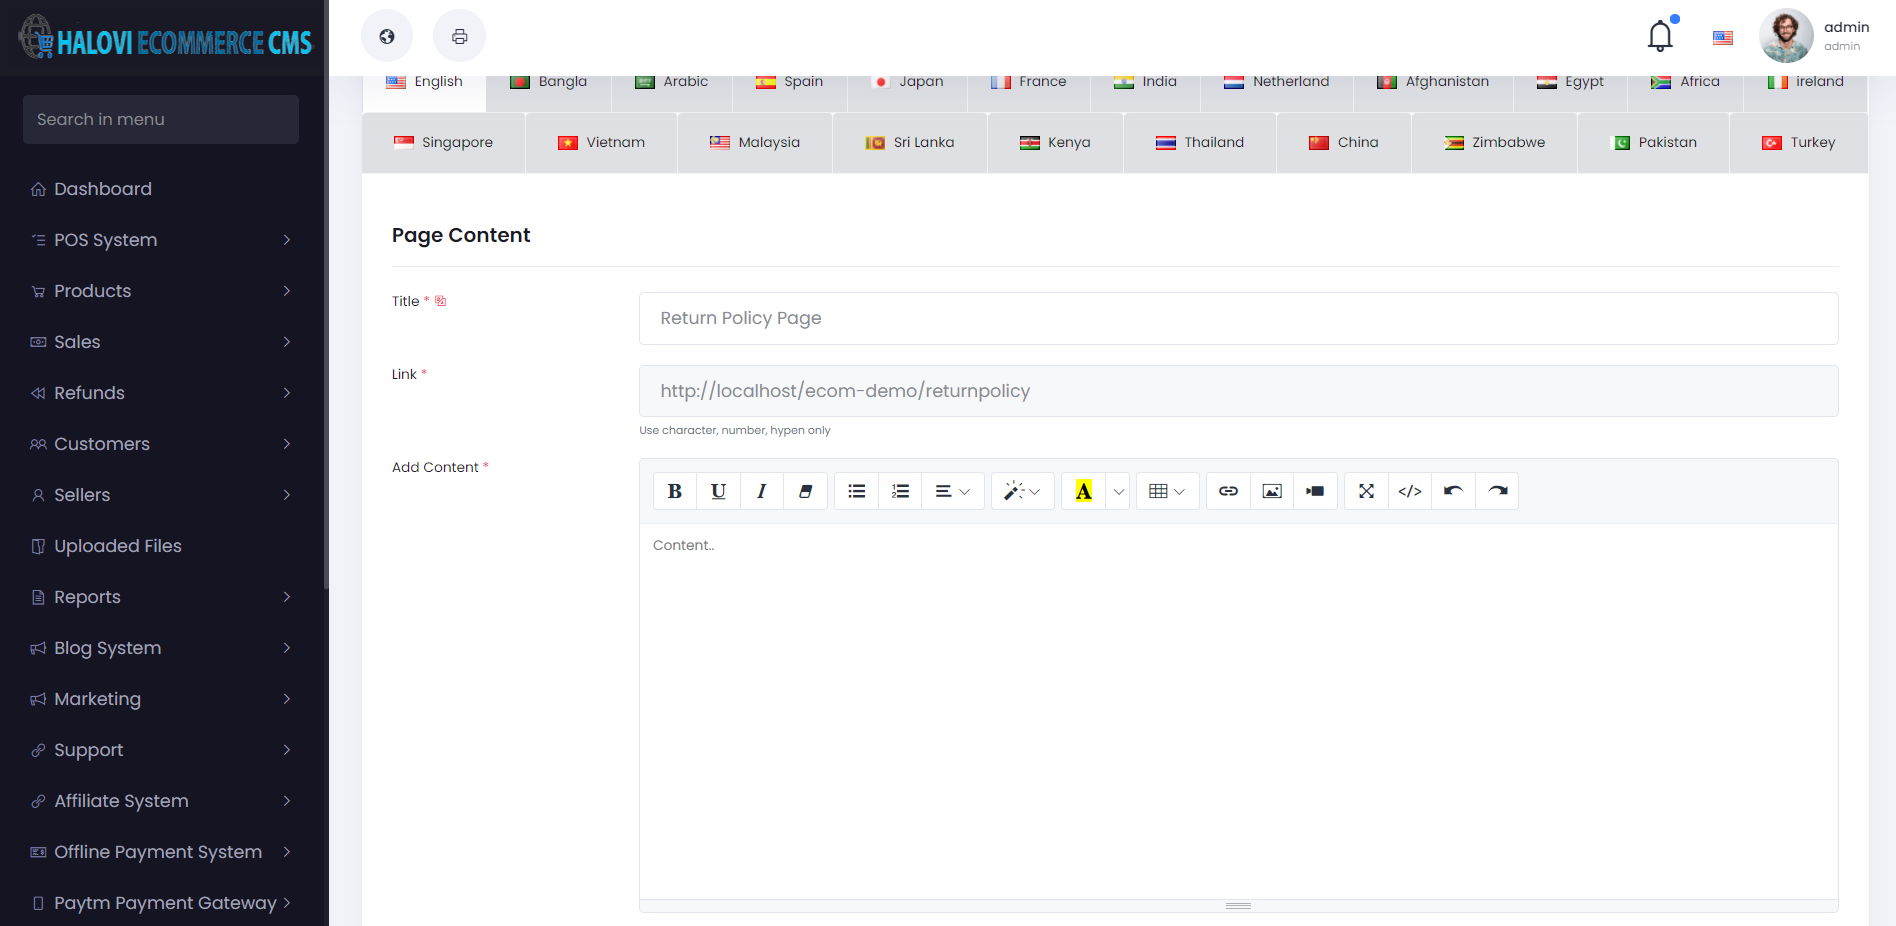 HALOVI ECOMMERCE CMS
admin
admin
Search in menu
Dashboard
POS System
Products
Sales
Refunds
Customers
Sellers
Uploaded Files
Reports
Blog System
Marketing
Support
Affiliate System
Offline Payment System
Paytm Payment Gateway
English Bangla Arabic Spain Japan France India Netherland Afghanistan Egypt Africa ireland
Singapore Vietnam Malaysia Sri Lanka Kenya Thailand China Zimbabwe Pakistan Turkey
Page Content
Title *
Return Policy Page
Link *
http://localhost/ecom-demo/returnpolicy
Use character, number, hypen only
Add Content *
B U I A </>
Content..